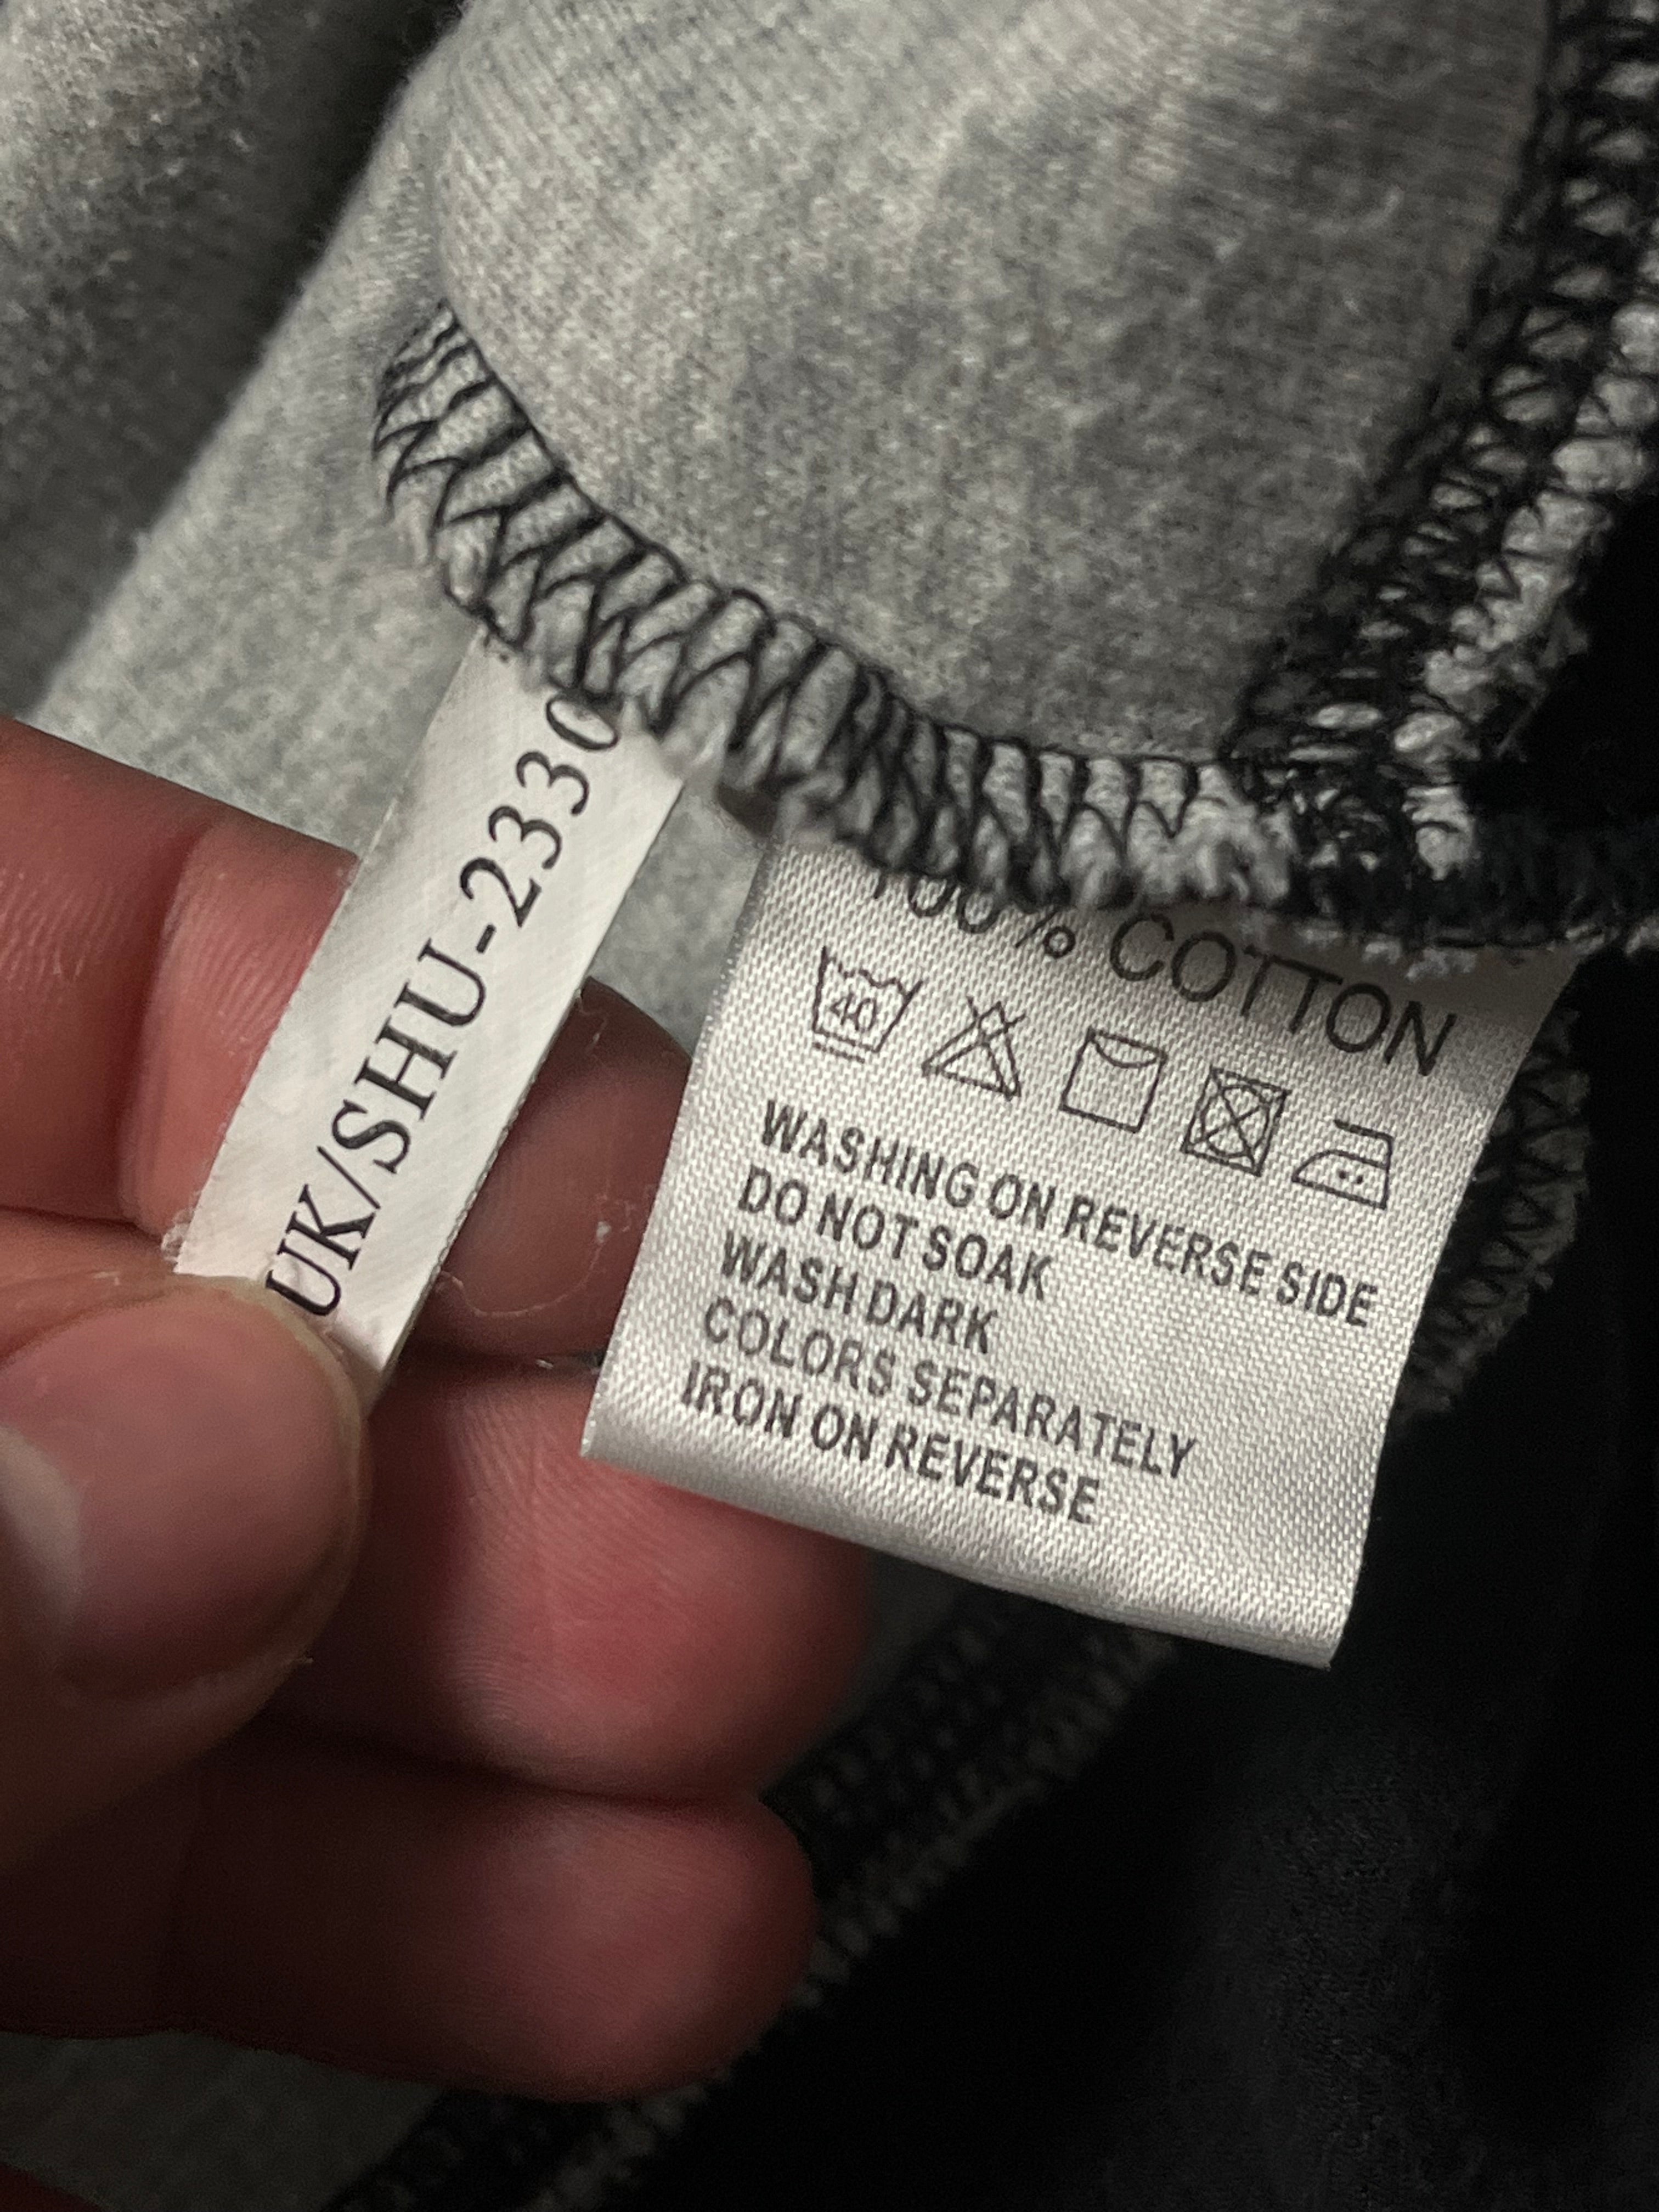 UK/SHU-2330
100% COTTON
40
WASHING ON REVERSE SIDE
DO NOT SOAK
WASH DARK
COLORS SEPARATELY
IRON ON REVERSE